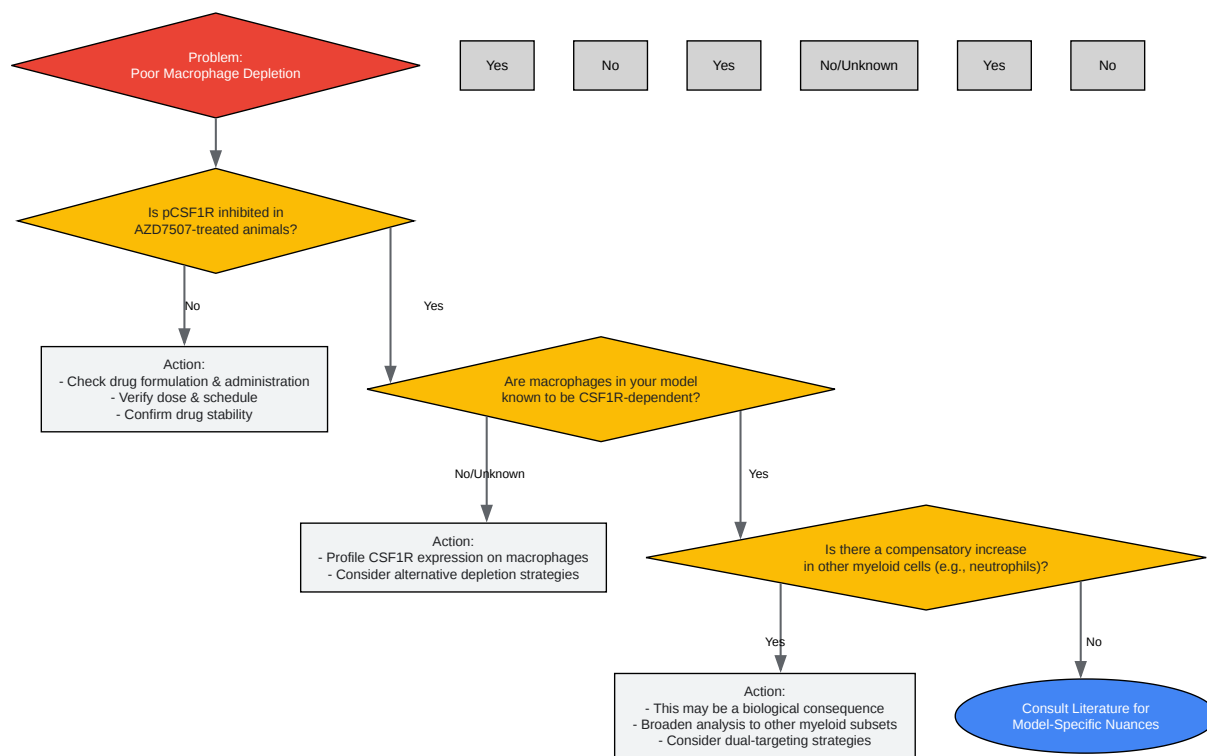 Problem:
Poor Macrophage Depletion
Yes
No
Yes
No/Unknown
Yes
No
Is pCSF1R inhibited in
AZD7507-treated animals?
No
Yes
Action:
- Check drug formulation & administration
- Verify dose & schedule
- Confirm drug stability
Are macrophages in your model
known to be CSF1R-dependent?
No/Unknown
Yes
Action:
- Profile CSF1R expression on macrophages
- Consider alternative depletion strategies
Is there a compensatory increase
in other myeloid cells (e.g., neutrophils)?
Yes
No
Action:
- This may be a biological consequence
- Broaden analysis to other myeloid subsets
- Consider dual-targeting strategies
Consult Literature for
Model-Specific Nuances